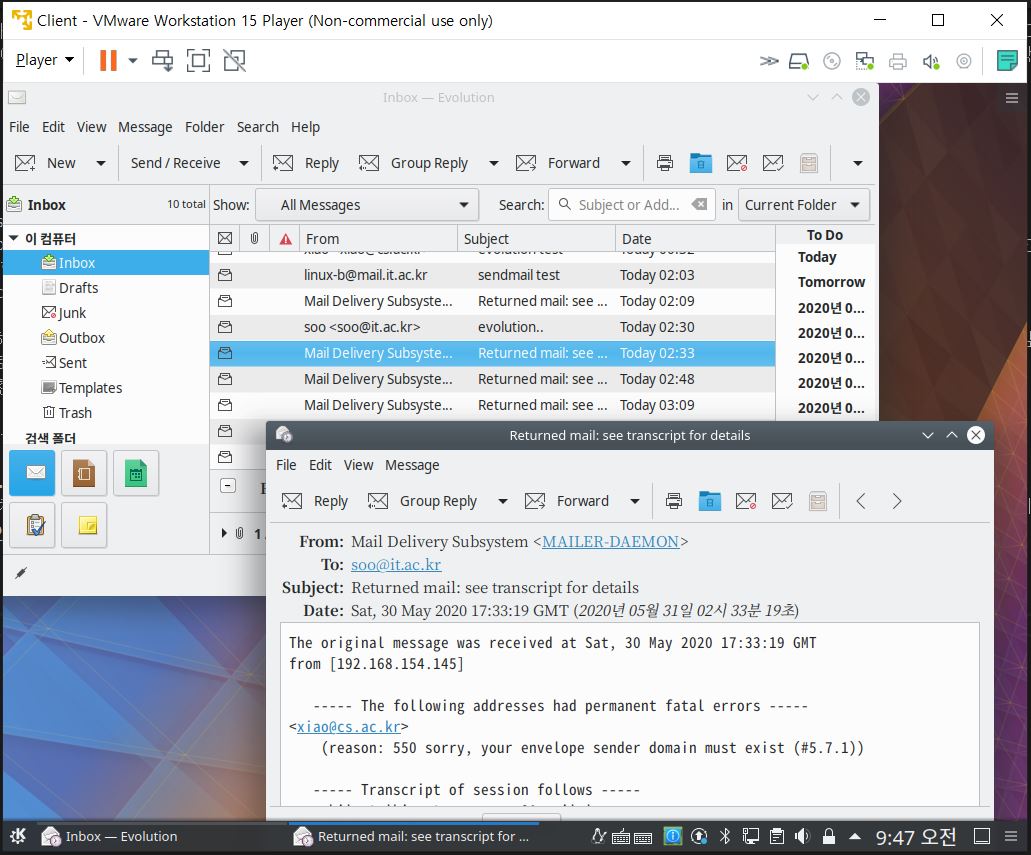 Client - VMware Workstation 15 Player (Non-commercial use only)
Player
Inbox — Evolution
File Edit View Message Folder Search Help
New Send / Receive Reply Group Reply Forward
Inbox 10 total Show: All Messages Search: Subject or Add... in Current Folder
From Subject Date
이 컴퓨터
Inbox
Drafts
Junk
Outbox
Sent
Templates
Trash
검색 폴더
linux-b@mail.it.ac.kr sendmail test Today 02:03
Mail Delivery Subsyste... Returned mail: see ... Today 02:09
soo <soo@it.ac.kr> evolution.. Today 02:30
Mail Delivery Subsyste... Returned mail: see ... Today 02:33
Mail Delivery Subsyste... Returned mail: see ... Today 02:48
Mail Delivery Subsyste... Returned mail: see ... Today 03:09
To Do
Today
Tomorrow
2020년 0...
2020년 0...
2020년 0...
2020년 0...
2020년 0...
1
Returned mail: see transcript for details
File Edit View Message
Reply Group Reply Forward
From: Mail Delivery Subsystem <MAILER-DAEMON>
To: soo@it.ac.kr
Subject: Returned mail: see transcript for details
Date: Sat, 30 May 2020 17:33:19 GMT (2020년 05월 31일 02시 33분 19초)
The original message was received at Sat, 30 May 2020 17:33:19 GMT
from [192.168.154.145]
----- The following addresses had permanent fatal errors -----
<xiao@cs.ac.kr>
(reason: 550 sorry, your envelope sender domain must exist (#5.7.1))
----- Transcript of session follows -----
Inbox — Evolution
Returned mail: see transcript for ...
9:47 오전